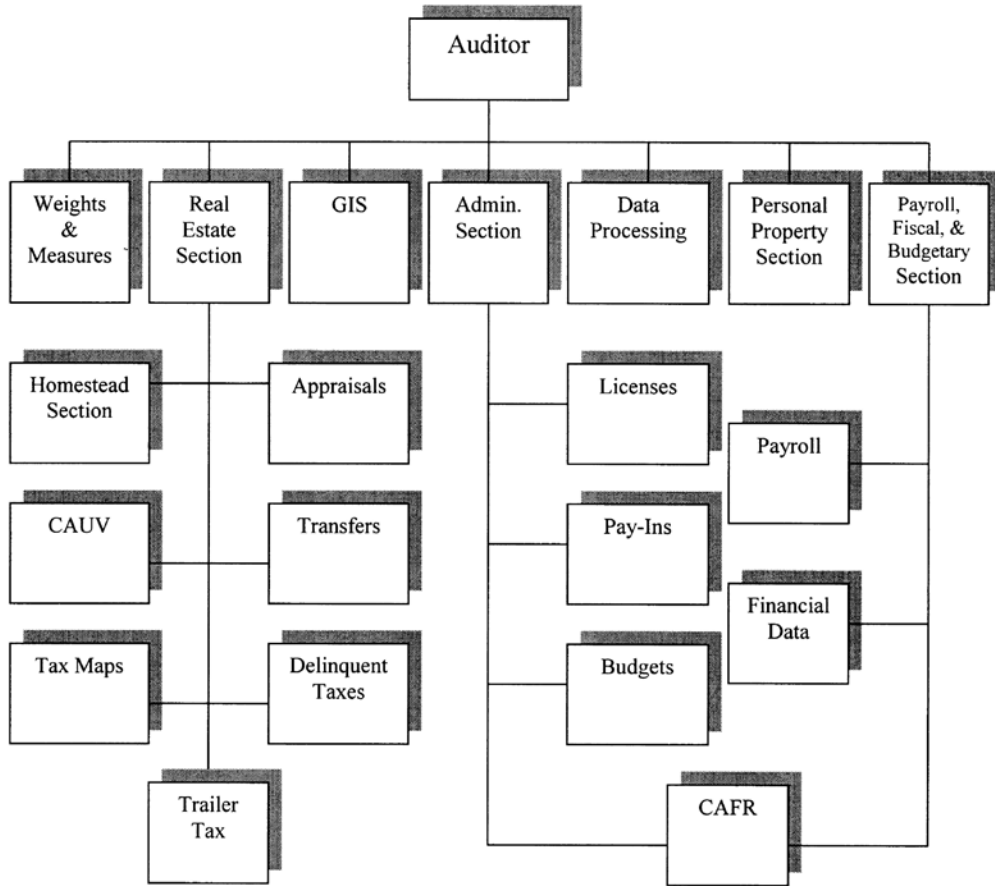 Auditor
Weights
&
Measures
Real
Estate
Section
GIS
Admin.
Section
Data
Processing
Personal
Property
Section
Payroll,
Fiscal, &
Budgetary
Section
Homestead
Section
Appraisals
Licenses
Payroll
CAUV
Transfers
Pay-Ins
Financial
Data
Tax Maps
Delinquent
Taxes
Budgets
Trailer
Tax
CAFR